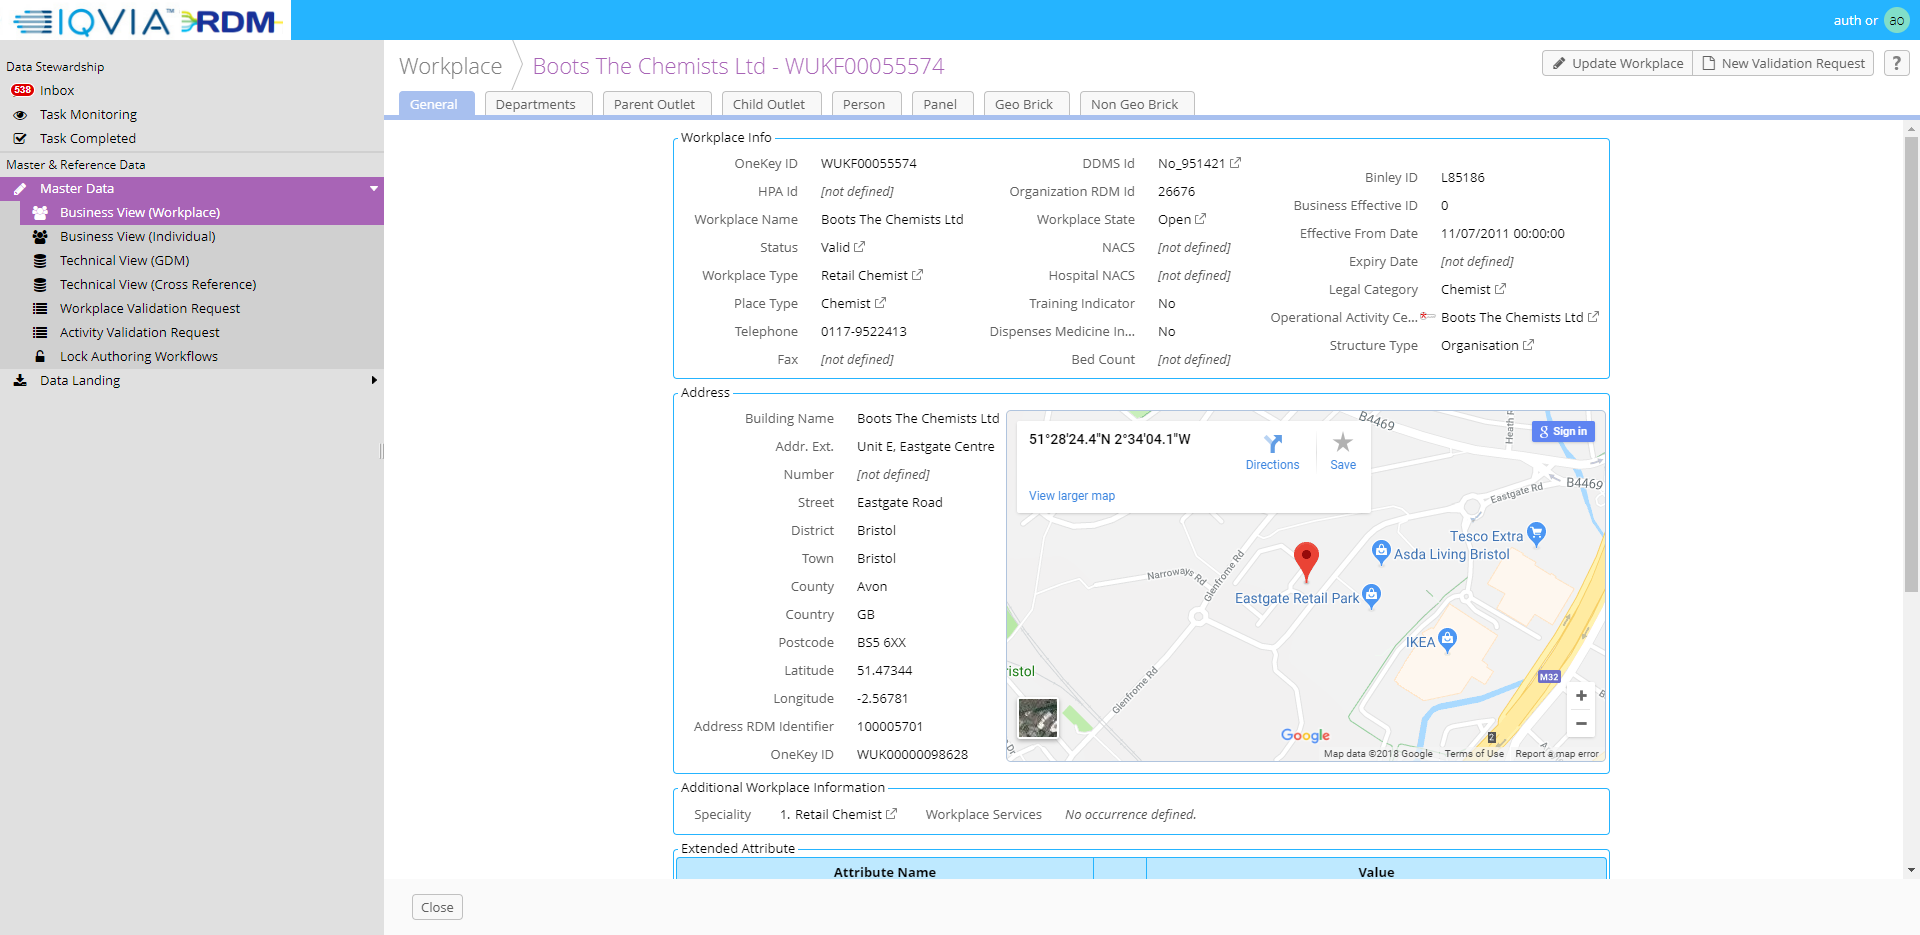 IQVIA™ RDM
auth or ao
Data Stewardship
538 Inbox
Task Monitoring
Task Completed
Master & Reference Data
Master Data
Business View (Workplace)
Business View (Individual)
Technical View (GDM)
Technical View (Cross Reference)
Workplace Validation Request
Activity Validation Request
Lock Authoring Workflows
Data Landing
Workplace Boots The Chemists Ltd - WUKF00055574
Update Workplace New Validation Request ?
General Departments Parent Outlet Child Outlet Person Panel Geo Brick Non Geo Brick
Workplace Info
OneKey ID WUKF00055574
HPA Id [not defined]
Workplace Name Boots The Chemists Ltd
Status Valid
Workplace Type Retail Chemist
Place Type Chemist
Telephone 0117-9522413
Fax [not defined]
DDMS Id No_951421
Organization RDM Id 26676
Workplace State Open
NACS [not defined]
Hospital NACS [not defined]
Training Indicator No
Dispenses Medicine In... No
Bed Count [not defined]
Binley ID L85186
Business Effective ID 0
Effective From Date 11/07/2011 00:00:00
Expiry Date [not defined]
Legal Category Chemist
Operational Activity Ce... Boots The Chemists Ltd
Structure Type Organisation
Address
Building Name Boots The Chemists Ltd
Addr. Ext. Unit E, Eastgate Centre
Number [not defined]
Street Eastgate Road
District Bristol
Town Bristol
County Avon
Country GB
Postcode BS5 6XX
Latitude 51.47344
Longitude -2.56781
Address RDM Identifier 100005701
OneKey ID WUK00000098628
51°28'24.4"N 2°34'04.1"W
Directions
Save
View larger map
B4469
Heath R
Sign in
B4469
Eastgate Rd
Tesco Extra
Asda Living Bristol
Narroways Rd
Glenfrome Rd
Eastgate Retail Park
IKEA
istol
Glenfrome Rd
M32
+
−
2
Dr
Google
Map data ©2018 Google Terms of Use Report a map error
Additional Workplace Information
Speciality 1. Retail Chemist Workplace Services No occurrence defined.
Extended Attribute
Attribute Name Value
Close